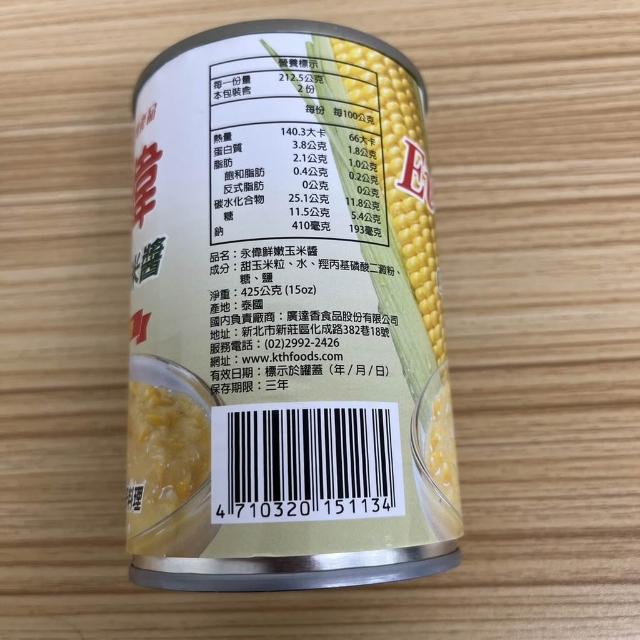 營養標示
每一份量 212.5公克
本包裝含 2份
每份 每100公克
熱量 140.3大卡 66大卡
蛋白質 3.8公克 1.8公克
脂肪 2.1公克 1.0公克
飽和脂肪 0.4公克 0.2公克
反式脂肪 0公克 0公克
碳水化合物 25.1公克 11.8公克
糖 11.5公克 5.4公克
鈉 410毫克 193毫克
品名：永偉鮮嫩玉米醬
成分：甜玉米粒、水、羥丙基磷酸二澱粉、
糖、鹽
淨重：425公克 (15oz)
產地：泰國
國內負責廠商：廣達香食品股份有限公司
地址：新北市新莊區化成路382巷18號
服務電話：(02)2992-2426
網址：www.kthfoods.com
有效日期：標示於罐蓋（年/月/日）
保存期限：三年
4 710320 151134
偉
米醬
料理